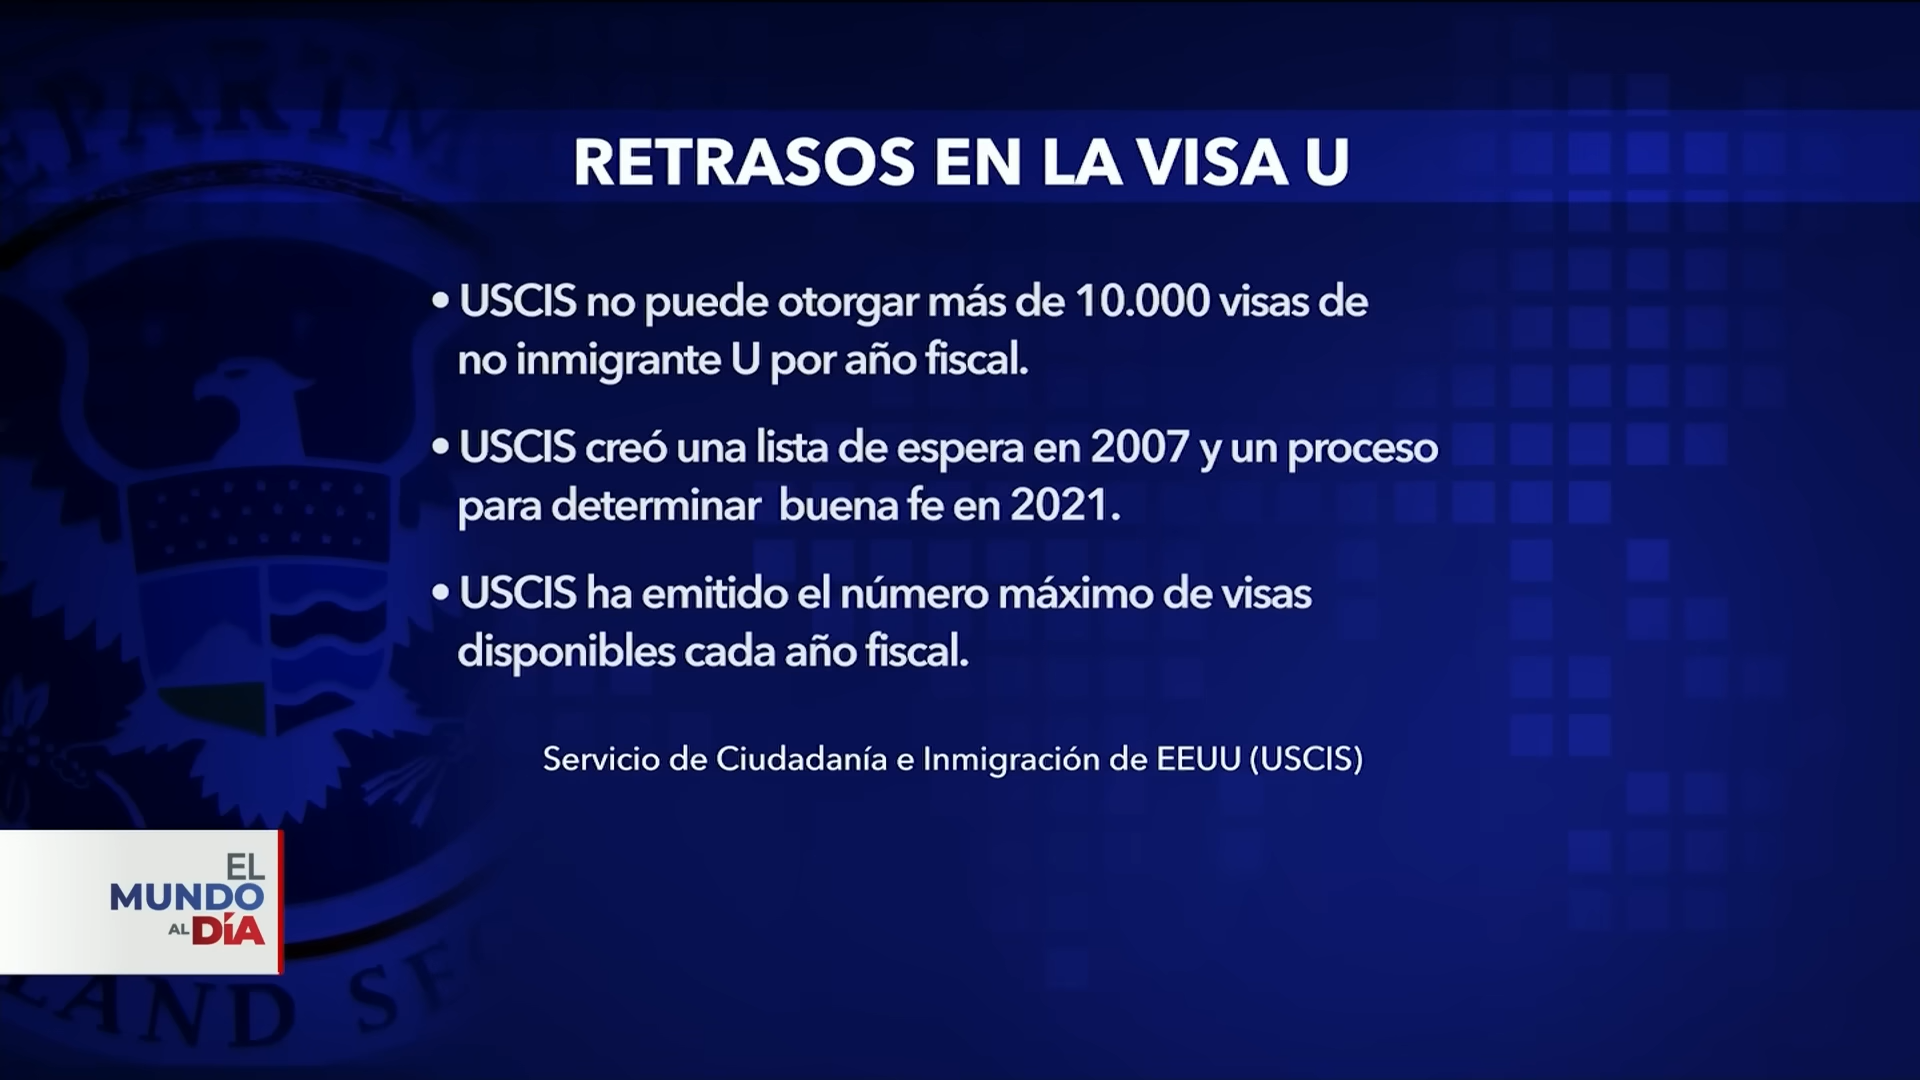 RETRASOS EN LA VISA U
• USCIS no puede otorgar más de 10.000 visas de
no inmigrante U por año fiscal.
• USCIS creó una lista de espera en 2007 y un proceso
para determinar  buena fe en 2021.
• USCIS ha emitido el número máximo de visas
disponibles cada año fiscal.
Servicio de Ciudadanía e Inmigración de EEUU (USCIS)
EL
MUNDO
AL DÍA